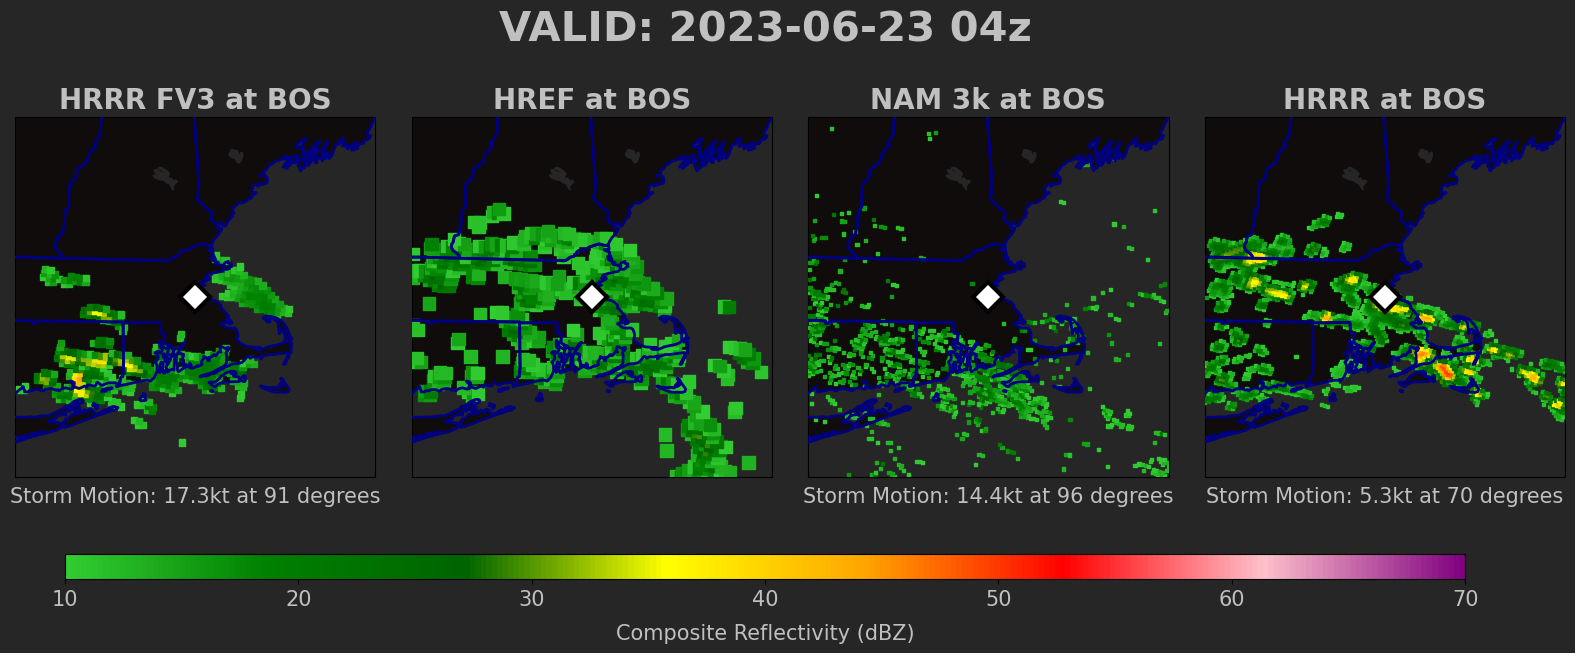 VALID: 2023-06-23 04z
HRRR FV3 at BOS
HREF at BOS
NAM 3k at BOS
HRRR at BOS
Storm Motion: 17.3kt at 91 degrees
Storm Motion: 14.4kt at 96 degrees
Storm Motion: 5.3kt at 70 degrees
10 20 30 40 50 60 70
Composite Reflectivity (dBZ)